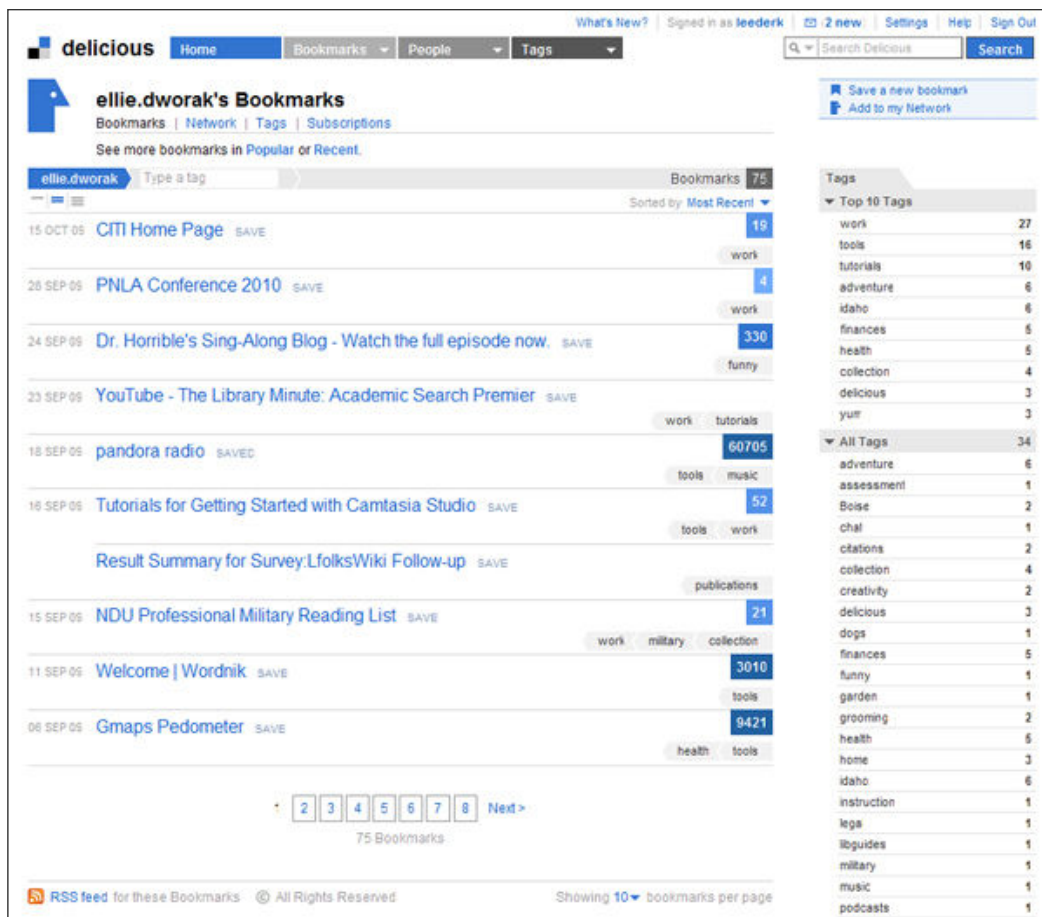 What's New? Signed in as leederk 2 new Settings Help Sign Out
delicious Home Bookmarks People Tags Search Delicious Search
ellie.dworak's Bookmarks
Bookmarks | Network | Tags | Subscriptions
See more bookmarks in Popular or Recent.
Save a new bookmark
Add to my Network
ellie.dworak Type a tag Bookmarks 75
Sorted by Most Recent
CITI Home Page SAVE 19
work
PNLA Conference 2010 SAVE 4
work
24 SEP 09 Dr. Horrible's Sing-Along Blog - Watch the full episode now. SAVE 330
funny
23 SEP 09 YouTube - The Library Minute: Academic Search Premier SAVE
work tutorials
18 SEP 09 pandora radio SAVED 60705
tools music
16 SEP 09 Tutorials for Getting Started with Camtasia Studio SAVE 52
tools work
Result Summary for Survey:LfolksWiki Follow-up SAVE
publications
15 SEP 09 NDU Professional Military Reading List SAVE 21
work military collection
11 SEP 09 Welcome | Wordnik SAVE 3010
tools
06 SEP 09 Gmaps Pedometer SAVE 9421
health tools
2 3 4 5 6 7 8 Next >
75 Bookmarks
RSS feed for these Bookmarks © All Rights Reserved Showing 10 bookmarks per page
Tags
Top 10 Tags
work 27
tools 16
tutorials 10
adventure 6
idaho 6
finances 5
health 5
collection 4
delicious 3
3
All Tags 34
adventure 6
assessment 1
Boise 2
1
citations 2
collection 4
creativity 2
delicious 3
dogs 1
finances 5
funny 1
garden 1
grooming 2
health 5
home 3
idaho 6
instruction 1
1
libguides 1
military 1
music 1
podcasts 1